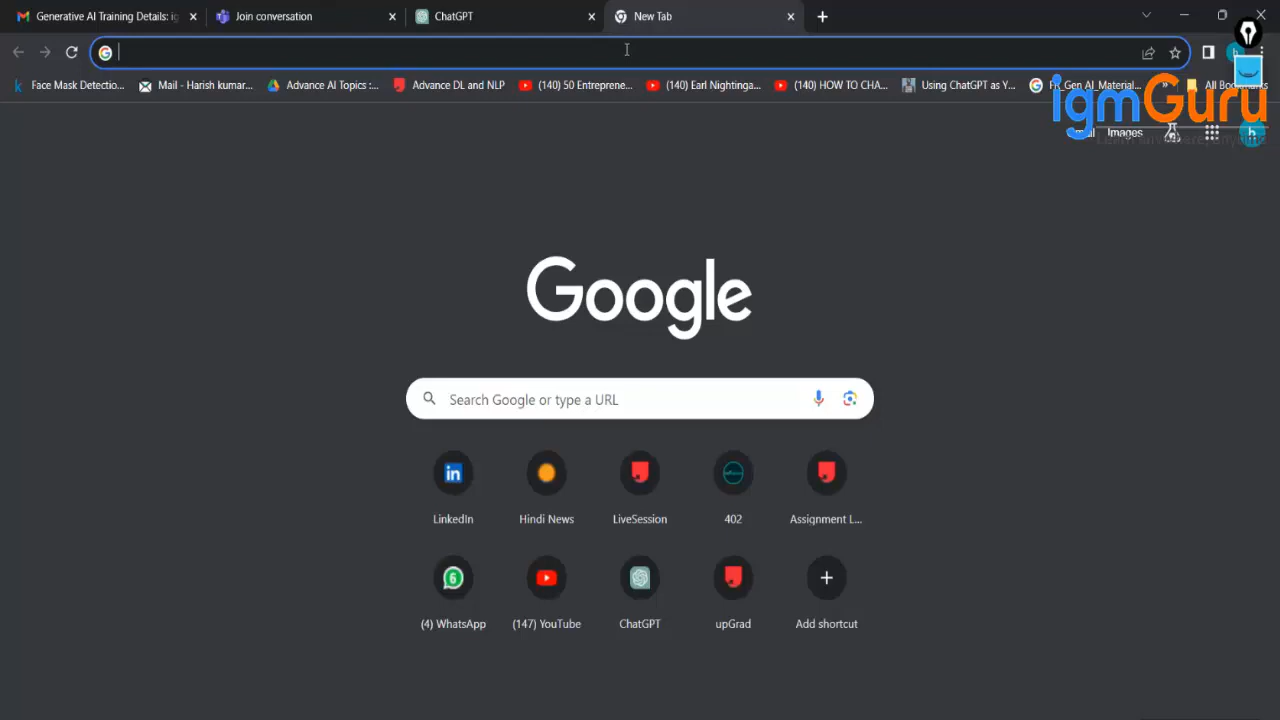 Generative AI Training Details: ig
Join conversation
ChatGPT
New Tab
Face Mask Detectio...
Mail - Harish kumar...
Advance AI Topics :...
Advance DL and NLP
(140) 50 Entreprene...
(140) Earl Nightinga...
(140) HOW TO CHA...
Using ChatGPT as Y...
FR Gen AI Material...
»
All Bookmarks
igmGuru
Images
h
Google
Search Google or type a URL
LinkedIn
Hindi News
LiveSession
402
Assignment L...
(4) WhatsApp
(147) YouTube
ChatGPT
upGrad
Add shortcut